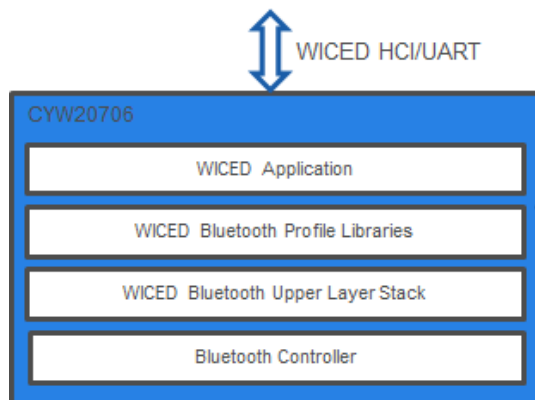 WICED HCI/UART
CYW20706
WICED Application
WICED Bluetooth Profile Libraries
WICED Bluetooth Upper Layer Stack
Bluetooth Controller